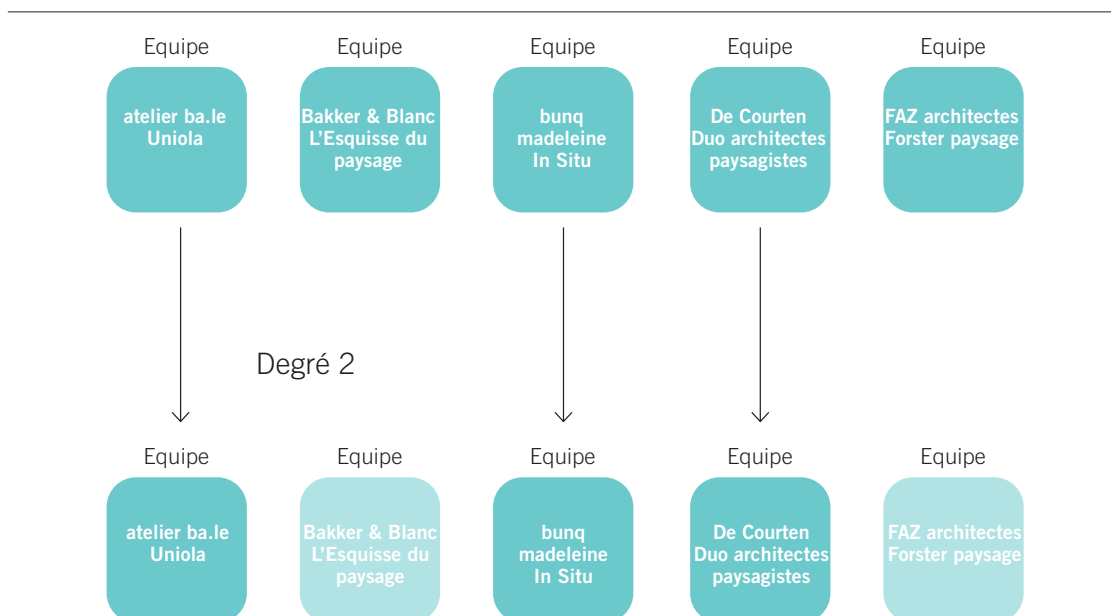 Equipe
Equipe
Equipe
Equipe
Equipe
atelier ba.le
Uniola
Bakker & Blanc
L'Esquisse du
paysage
bunq
madeleine
In Situ
De Courten
Duo architectes
paysagistes
FAZ architectes
Forster paysage
Degré 2
Equipe
Equipe
Equipe
Equipe
Equipe
atelier ba.le
Uniola
Bakker & Blanc
L'Esquisse du
paysage
bunq
madeleine
In Situ
De Courten
Duo architectes
paysagistes
FAZ architectes
Forster paysage